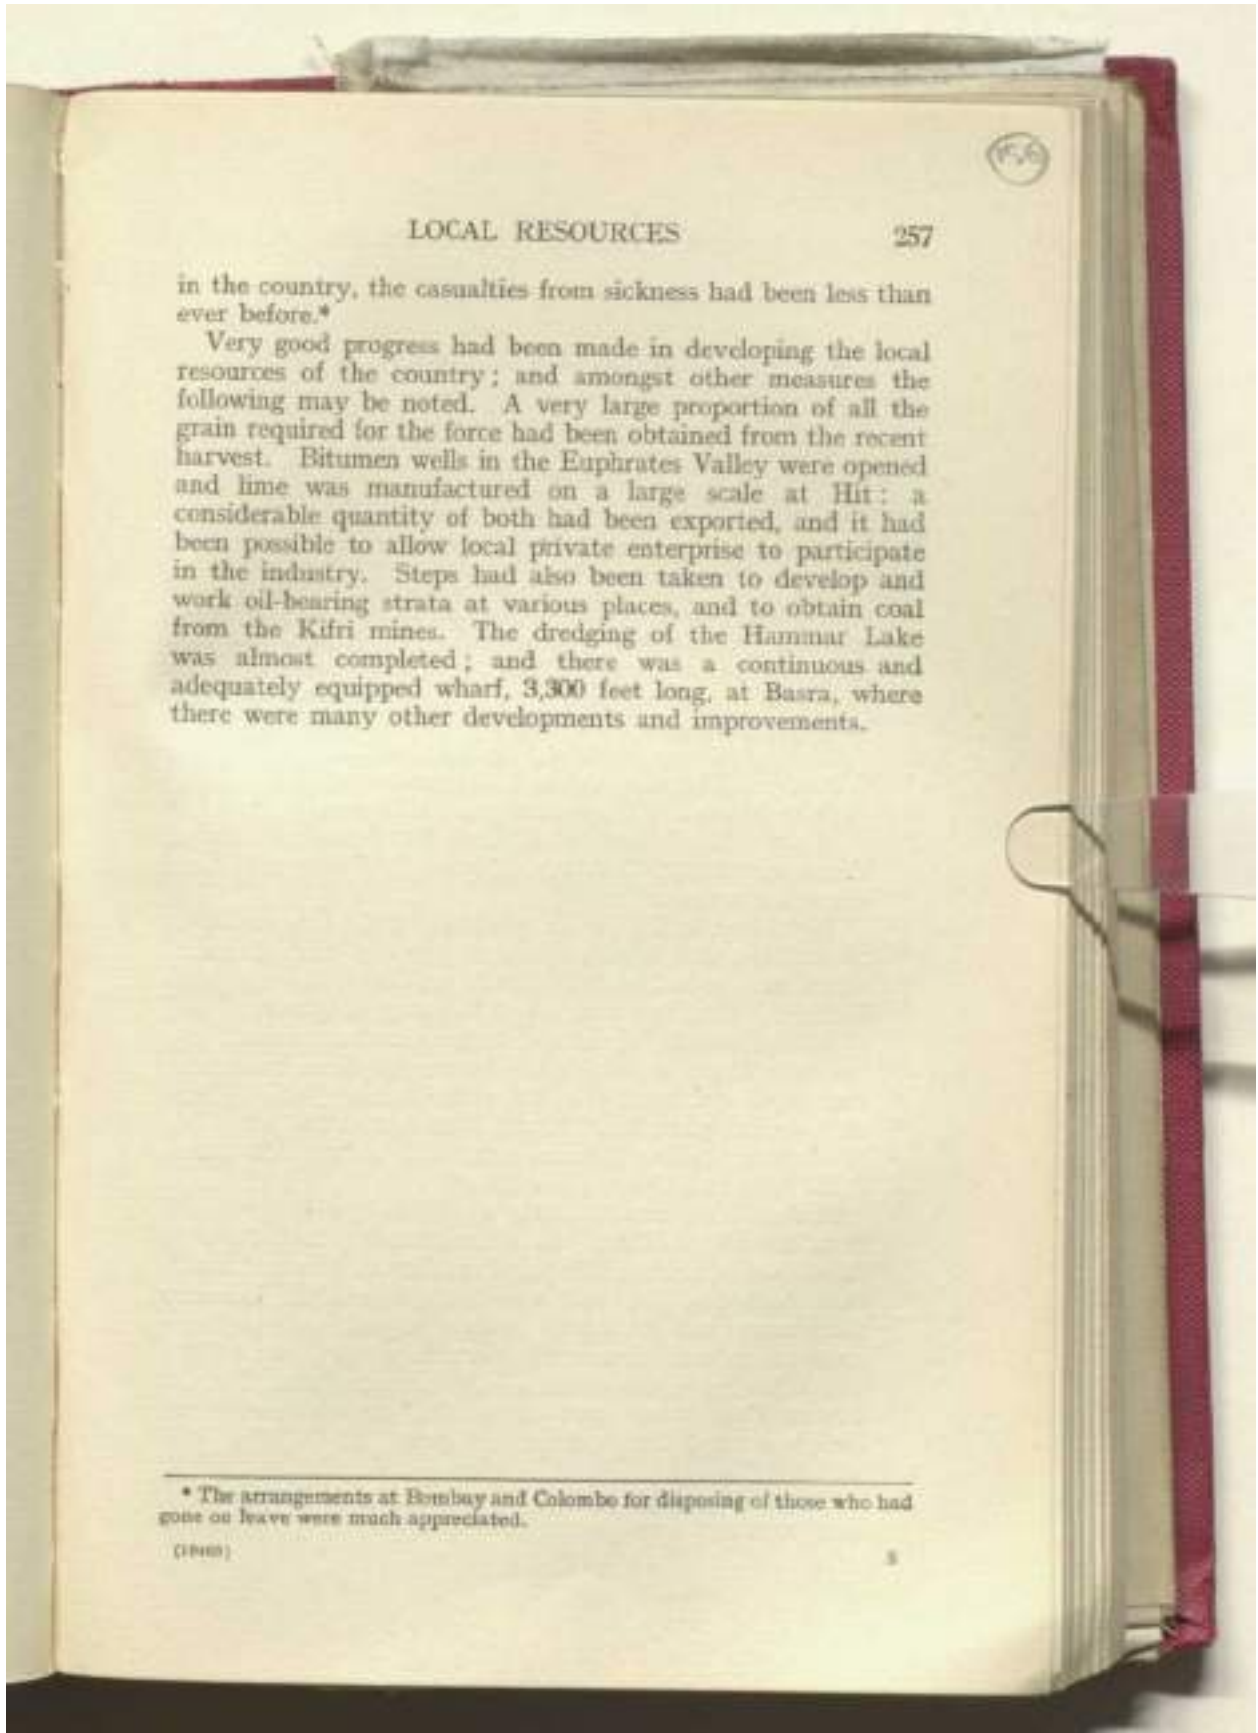 LOCAL RESOURCES 257
in the country, the casualties from sickness had been less than
ever before.*
Very good progress had been made in developing the local
resources of the country; and amongst other measures the
following may be noted. A very large proportion of all the
grain required for the force had been obtained from the recent
harvest. Bitumen wells in the Euphrates Valley were opened
and lime was manufactured on a large scale at Hit: a
considerable quantity of both had been exported, and it had
been possible to allow local private enterprise to participate
in the industry. Steps had also been taken to develop and
work oil-bearing strata at various places, and to obtain coal
from the Kifri mines. The dredging of the Hammar Lake
was almost completed; and there was a continuous and
adequately equipped wharf, 3,300 feet long, at Basra, where
there were many other developments and improvements.
* The arrangements at Bombay and Colombo for disposing of those who had
gone on leave were much appreciated.